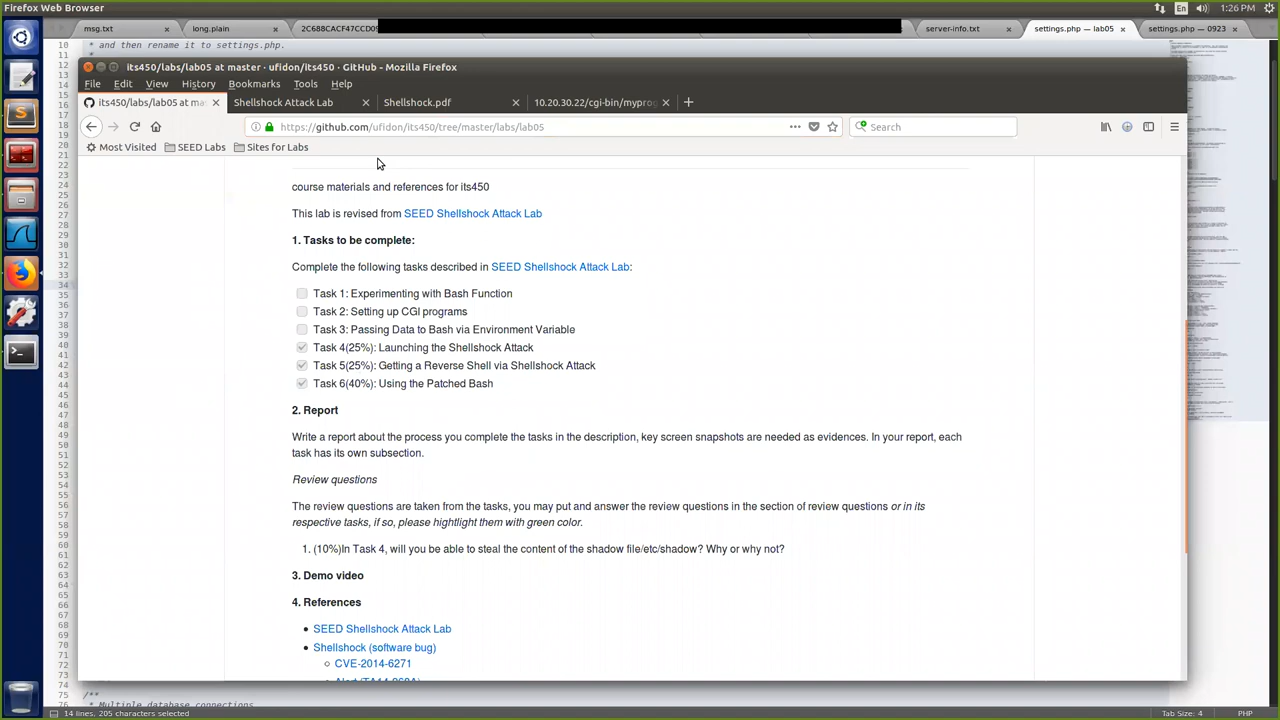 Firefox Web Browser
En
1:26 PM
msg.txt
long.plain
2C688CACF47CCD09
server-info.txt
settings.php — lab05
settings.php — 0923
10 * and then rename it to settings.php.
11 *
its450/labs/lab05 at master · ufidon/its450 · GitHub - Mozilla Firefox
File Edit View History Bookmarks Tools Help
its450/labs/lab05 at mas
Shellshock Attack Lab
Shellshock.pdf
10.20.30.22/cgi-bin/mypro
https://github.com/ufidon/its450/tree/master/labs/lab05
Search
Most Visited
SEED Labs
Sites for Labs
course materials and references for its450
This lab is revised from SEED Shellshock Attack Lab
1. Tasks to be complete:
Complete the following tasks described in SEED Shellshock Attack Lab:
Task 1: Experimenting with Bash Function
Task 2: Setting up CGI programs
Task 3: Passing Data to Bash via Environment Variable
Task 4(25%): Launching the Shellshock Attack
Task 5(25%): Getting a Reverse Shell via Shellshock Attack
Task 6(40%): Using the Patched Bash
2. Report
Write a report about the process you complete the tasks in the description, key screen snapshots are needed as evidences. In your report, each
task has its own subsection.
Review questions
The review questions are taken from the tasks, you may put and answer the review questions in the section of review questions or in its
respective tasks, if so, please hightlight them with green color.
1. (10%)In Task 4, will you be able to steal the content of the shadow file/etc/shadow? Why or why not?
3. Demo video
4. References
SEED Shellshock Attack Lab
Shellshock (software bug)
CVE-2014-6271
75 /**
76 * Multiple database connections
14 lines, 205 characters selected
Tab Size: 4
PHP